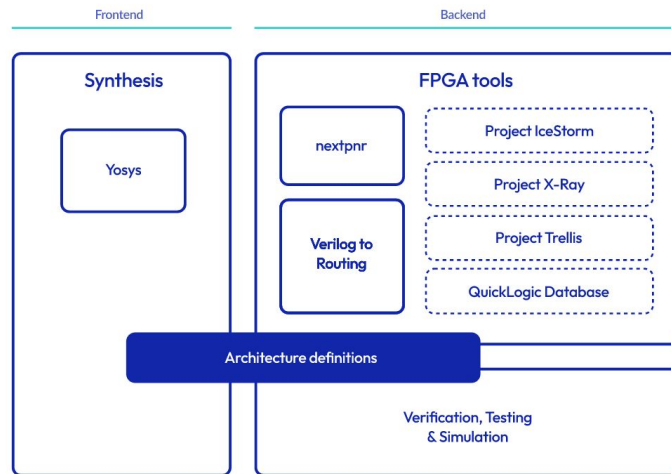 Frontend
Backend
Synthesis
Yosys
FPGA tools
nextpnr
Verilog to
Routing
Project IceStorm
Project X-Ray
Project Trellis
QuickLogic Database
Architecture definitions
Verification, Testing
& Simulation